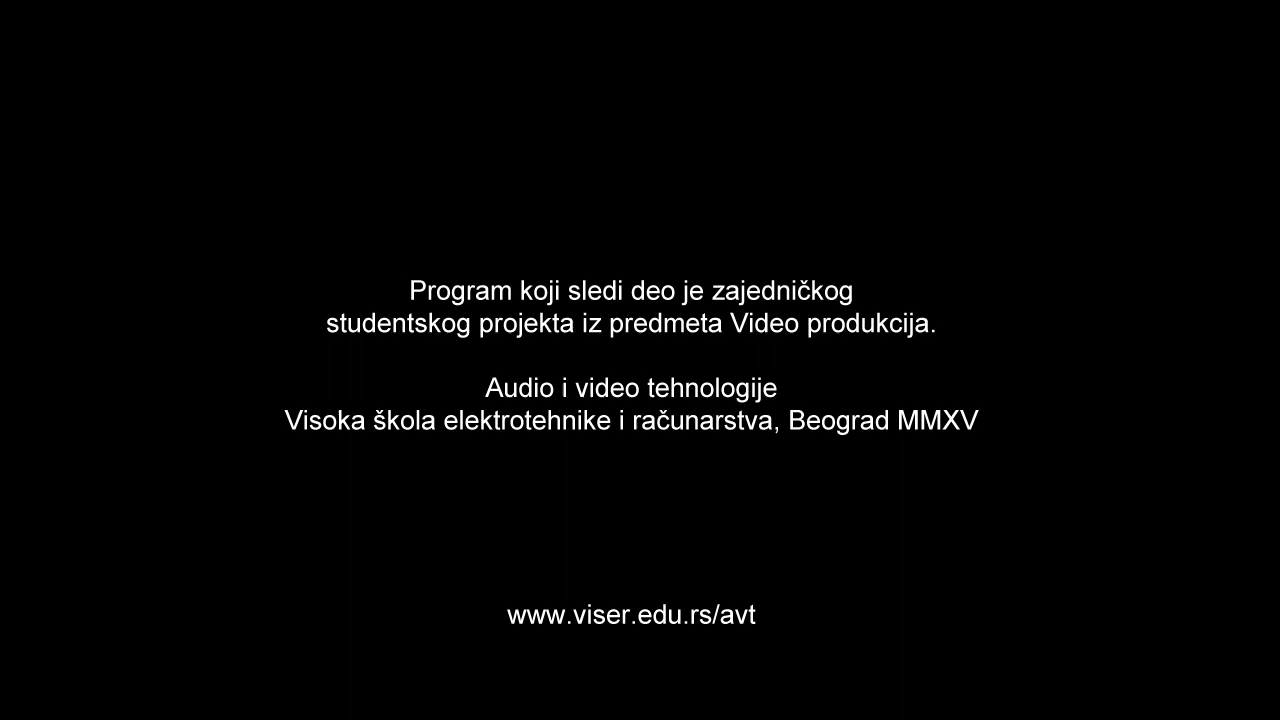 Program koji sledi deo je zajedničkog
studentskog projekta iz predmeta Video produkcija.
Audio i video tehnologije
Visoka škola elektrotehnike i računarstva, Beograd MMXV
www.viser.edu.rs/avt